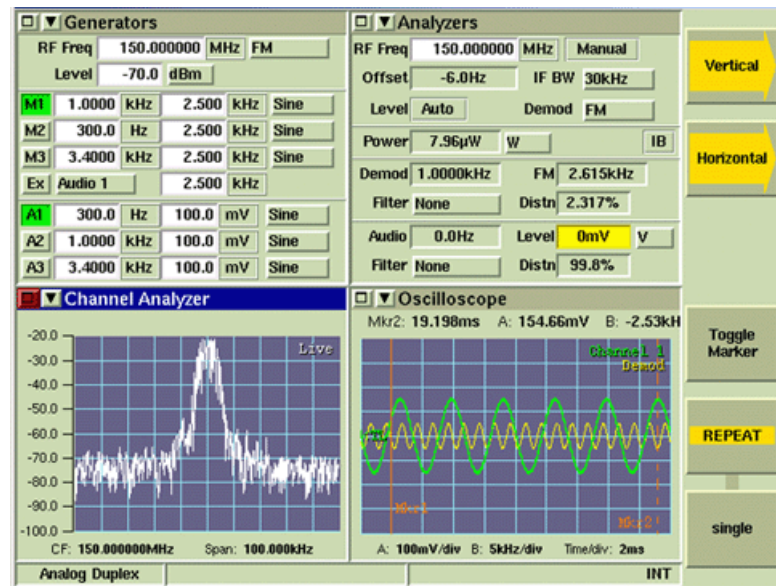 Generators
RF Freq 150.000000 MHz FM
Level -70.0 dBm
M1 1.0000 kHz 2.500 kHz Sine
M2 300.0 Hz 2.500 kHz Sine
M3 3.4000 kHz 2.500 kHz Sine
Ex Audio 1 2.500 kHz
A1 300.0 Hz 100.0 mV Sine
A2 1.0000 kHz 100.0 mV Sine
A3 3.4000 kHz 100.0 mV Sine
Analyzers
RF Freq 150.000000 MHz Manual
Offset -6.0Hz IF BW 30kHz
Level Auto Demod FM
Power 7.96µW W IB
Demod 1.0000kHz FM 2.615kHz
Filter None Distn 2.317%
Audio 0.0Hz Level 0mV V
Filter None Distn 99.8%
Channel Analyzer
Live
-20.0
-30.0
-40.0
-50.0
-60.0
-70.0
-80.0
-90.0
-100.0
CF: 150.000000MHz Span: 100.000kHz
Oscilloscope
Mkr2: 19.198ms A: 154.66mV B: -2.53kH
Channel 1
Demod
Mkr1
Mkr2
A: 100mV/div B: 5kHz/div Time/div: 2ms
Vertical
Horizontal
Toggle
Marker
REPEAT
single
Analog Duplex
INT